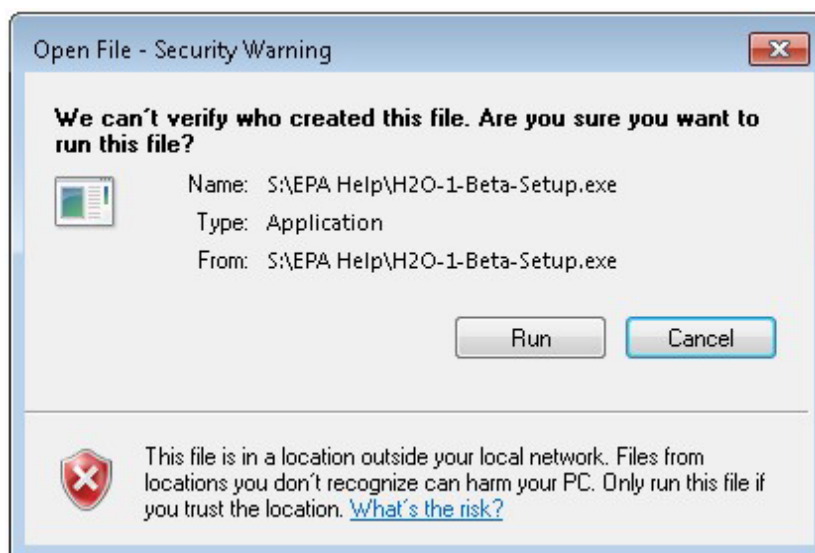 Open File - Security Warning
We can´t verify who created this file. Are you sure you want to
run this file?
Name: S:\EPA Help\H2O-1-Beta-Setup.exe
Type: Application
From: S:\EPA Help\H2O-1-Beta-Setup.exe
Run Cancel
This file is in a location outside your local network. Files from
locations you don´t recognize can harm your PC. Only run this file if
you trust the location. What´s the risk?